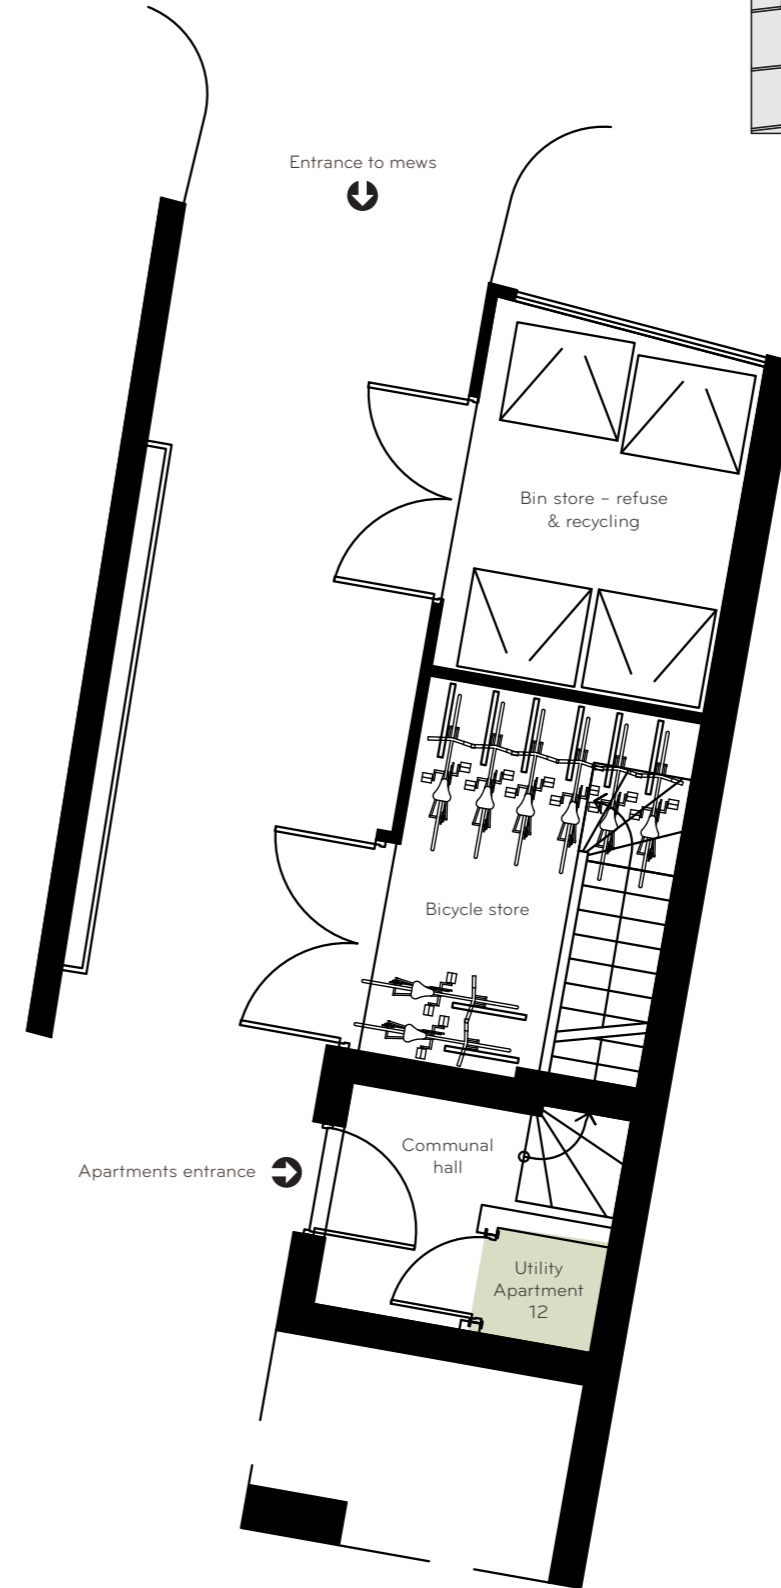 Entrance to mews
Bin store – refuse
& recycling
Bicycle store
Communal
hall
Apartments entrance
Utility
Apartment
12